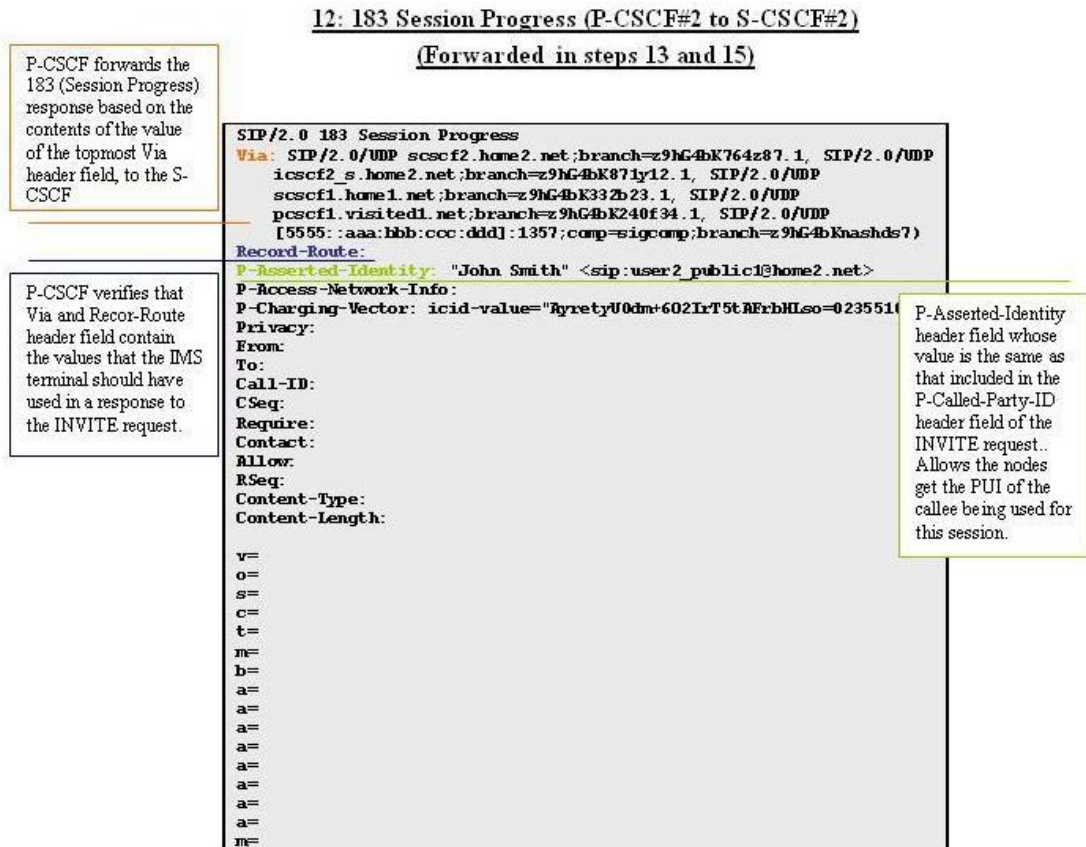 12: 183 Session Progress (P-CSCF#2 to S-CSCF#2)
(Forwarded in steps 13 and 15)
P-CSCF forwards the
183 (Session Progress)
response based on the
contents of the value
of the topmost Via
header field, to the S-
CSCF
P-CSCF verifies that
Via and Recor-Route
header field contain
the values that the IMS
terminal should have
used in a response to
the INVITE request.
SIP/2.0 183 Session Progress
Via: SIP/2.0/UDP scscf2.home2.net;branch=z9hG4bK764z87.1, SIP/2.0/UDP
icscf2_s.home2.net;branch=z9hG4bK871y12.1, SIP/2.0/UDP
scscf1.home1.net;branch=z9hG4bK332b23.1, SIP/2.0/UDP
pcscf1.visited1.net;branch=z9hG4bK240f34.1, SIP/2.0/UDP
[5555::aaa:bbb:ccc:ddd]:1357;comp=sigcomp;branch=z9hG4bKnashds7)
Record-Route:
P-Asserted-Identity: "John Smith" <sip:user2_public1@home2.net>
P-Access-Network-Info:
P-Charging-Vector: icid-value="AyretyU0dm+6O2IrT5tAFrbHLso=023551
Privacy:
From:
To:
Call-ID:
CSeq:
Require:
Contact:
Allow:
RSeq:
Content-Type:
Content-Length:
v=
o=
s=
c=
t=
m=
b=
a=
a=
a=
a=
a=
a=
a=
a=
m=
P-Asserted-Identity
header field whose
value is the same as
that included in the
P-Called-Party-ID
header field of the
INVITE request..
Allows the nodes
get the PUI of the
callee being used for
this session.